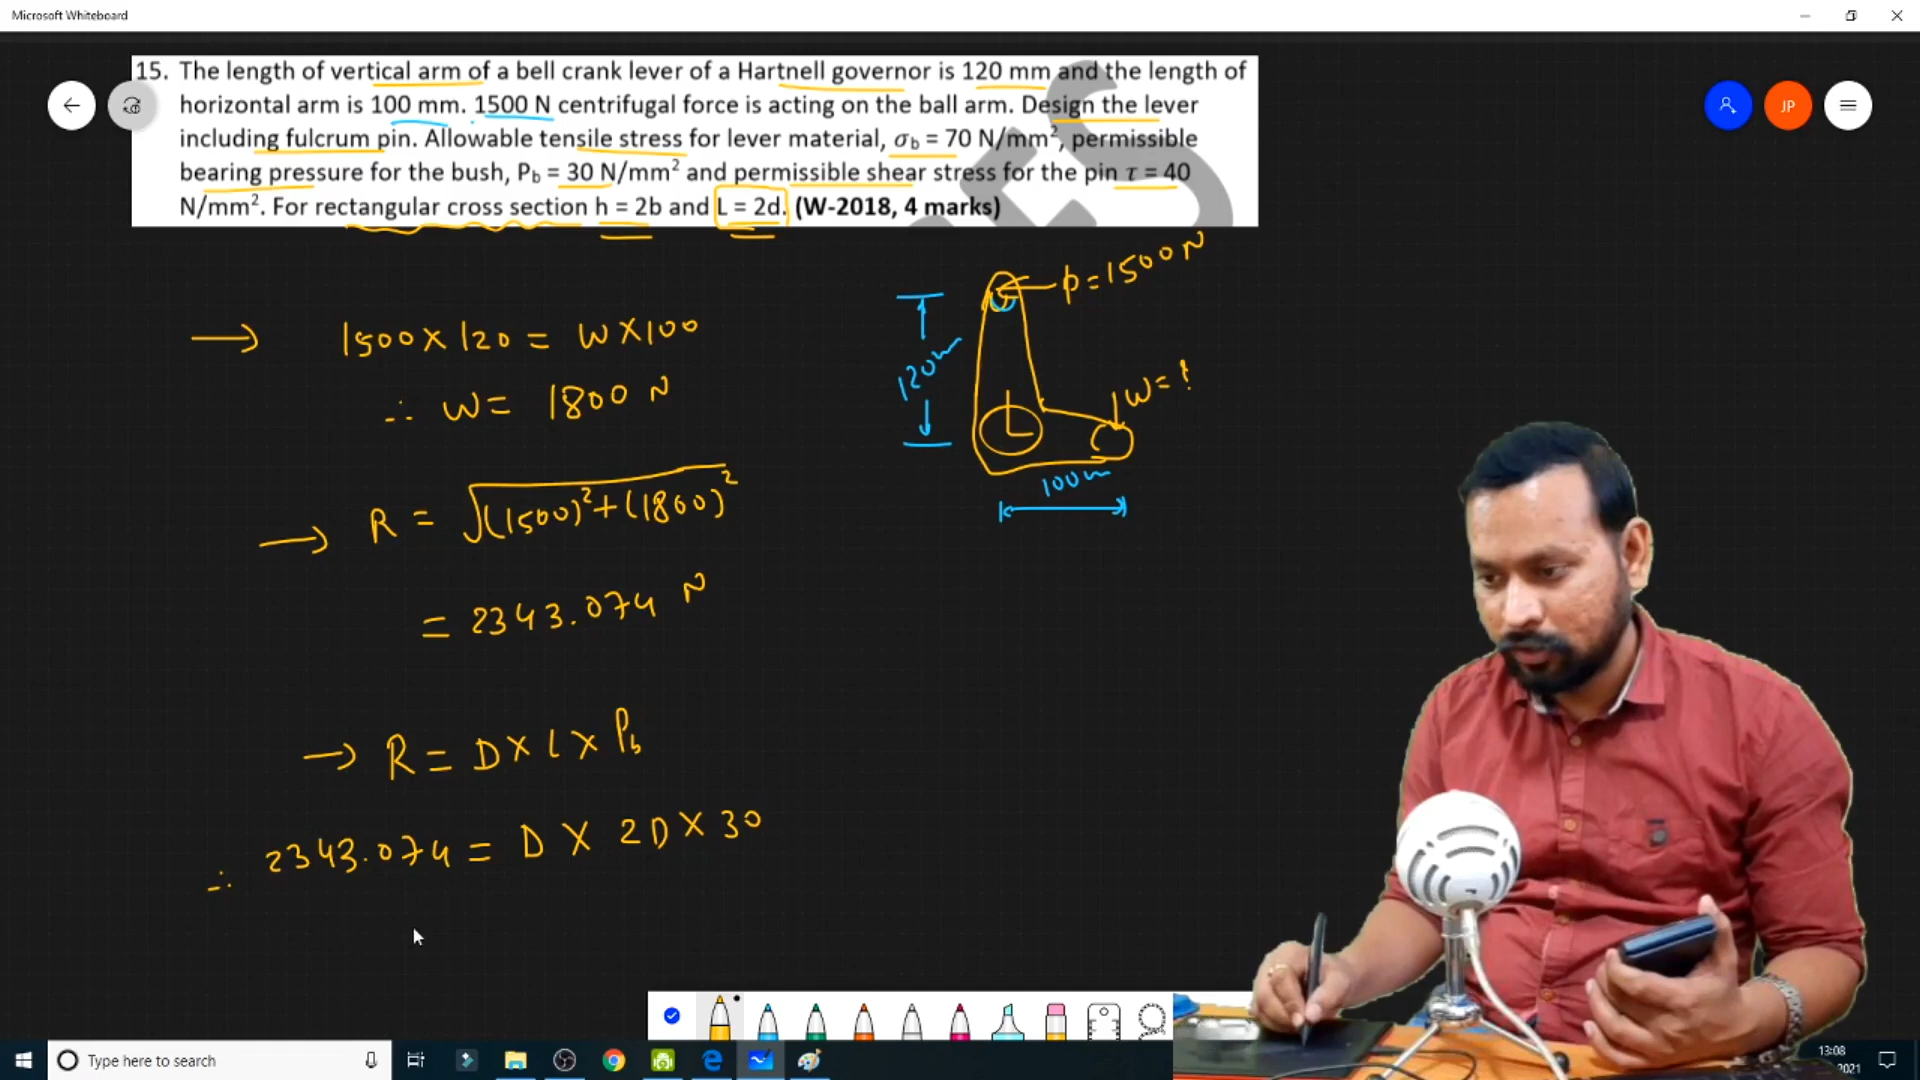 Microsoft Whiteboard
15. The length of vertical arm of a bell crank lever of a Hartnell governor is 120 mm and the length of
horizontal arm is 100 mm. 1500 N centrifugal force is acting on the ball arm. Design the lever
including fulcrum pin. Allowable tensile stress for lever material, σb = 70 N/mm², permissible
bearing pressure for the bush, Pb = 30 N/mm² and permissible shear stress for the pin τ = 40
N/mm². For rectangular cross section h = 2b and L = 2d. (W-2018, 4 marks)
JP
P=1500 N
→ 1500 X 120 = W X 100
∴ W = 1800 N
120m
W = ?
100m
→ R = √(1500)²+(1800)²
= 2343.074 N
→ R = D X l X Pb
∴ 2343.074 = D X 2D X 30
Type here to search
13:08
2021